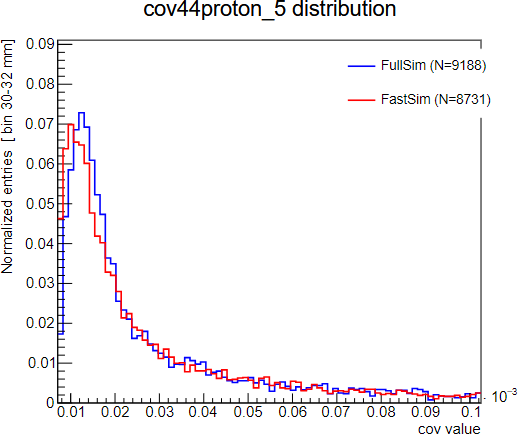 cov44proton_5 distribution
Normalized entries [ bin 30-32 mm]
0.09
0.08
0.07
0.06
0.05
0.04
0.03
0.02
0.01
0
FullSim (N=9188)
FastSim (N=8731)
0.01 0.02 0.03 0.04 0.05 0.06 0.07 0.08 0.09 0.1
10⁻³
cov value